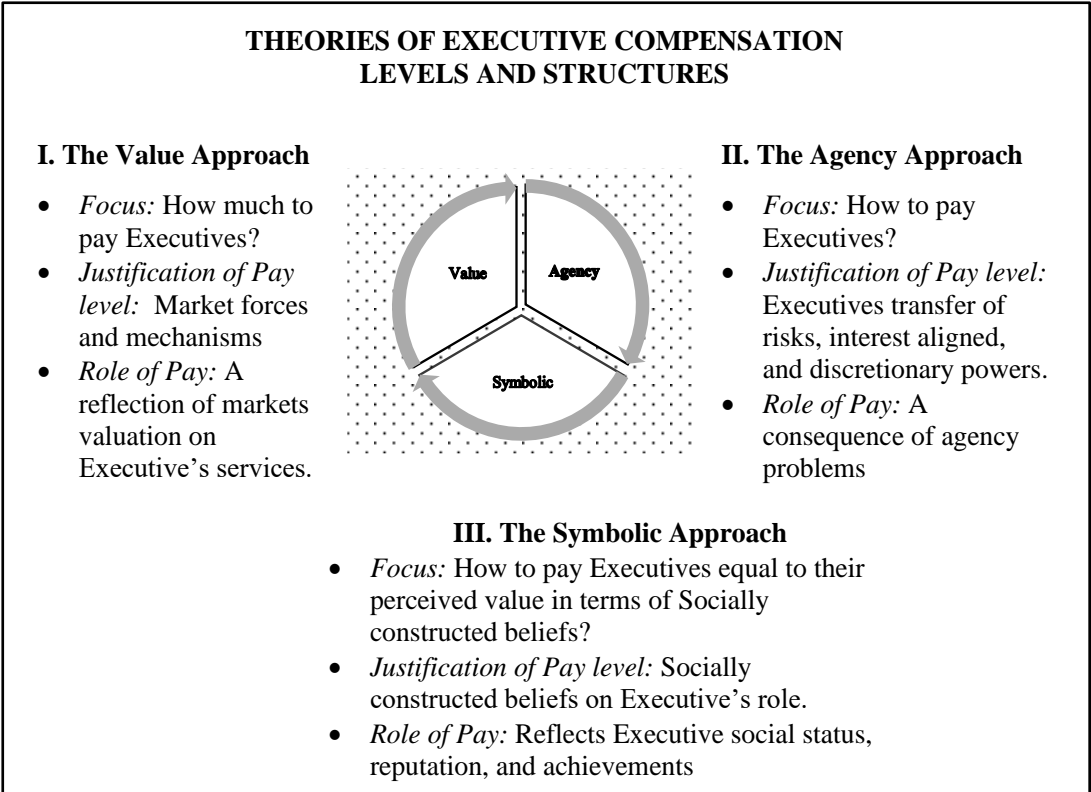 THEORIES OF EXECUTIVE COMPENSATION
LEVELS AND STRUCTURES
I. The Value Approach
• Focus: How much to
pay Executives?
• Justification of Pay
level: Market forces
and mechanisms
• Role of Pay: A
reflection of markets
valuation on
Executive’s services.
Value
Agency
Symbolic
II. The Agency Approach
• Focus: How to pay
Executives?
• Justification of Pay level:
Executives transfer of
risks, interest aligned,
and discretionary powers.
• Role of Pay: A
consequence of agency
problems
III. The Symbolic Approach
• Focus: How to pay Executives equal to their
perceived value in terms of Socially
constructed beliefs?
• Justification of Pay level: Socially
constructed beliefs on Executive’s role.
• Role of Pay: Reflects Executive social status,
reputation, and achievements